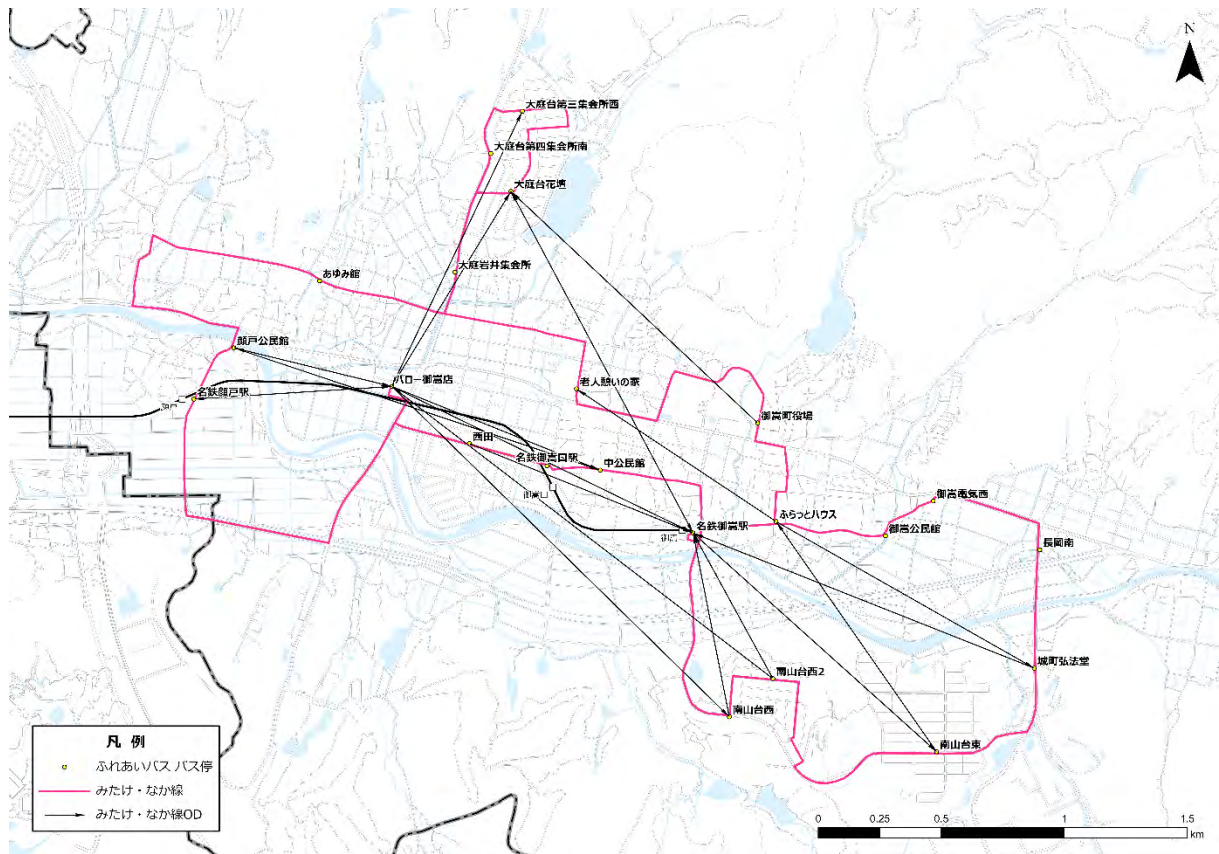 N
大庭台第三集会所西
大庭台第四集会所南
大庭台花壇
大庭岩井集会所
あゆみ館
顔戸公民館
バロー御嵩店
名鉄顔戸駅
老人憩いの家
御嵩町役場
西田
名鉄御嵩口駅
中公民館
御嵩口
御嵩電気西
名鉄御嵩駅
ふらっとハウス
御嵩
御嵩公民館
長岡南
城町弘法堂
南山台西2
南山台西
南山台東
凡 例
ふれあいバス バス停
みたけ・なか線
みたけ・なか線OD
0 0.25 0.5 1 1.5
km